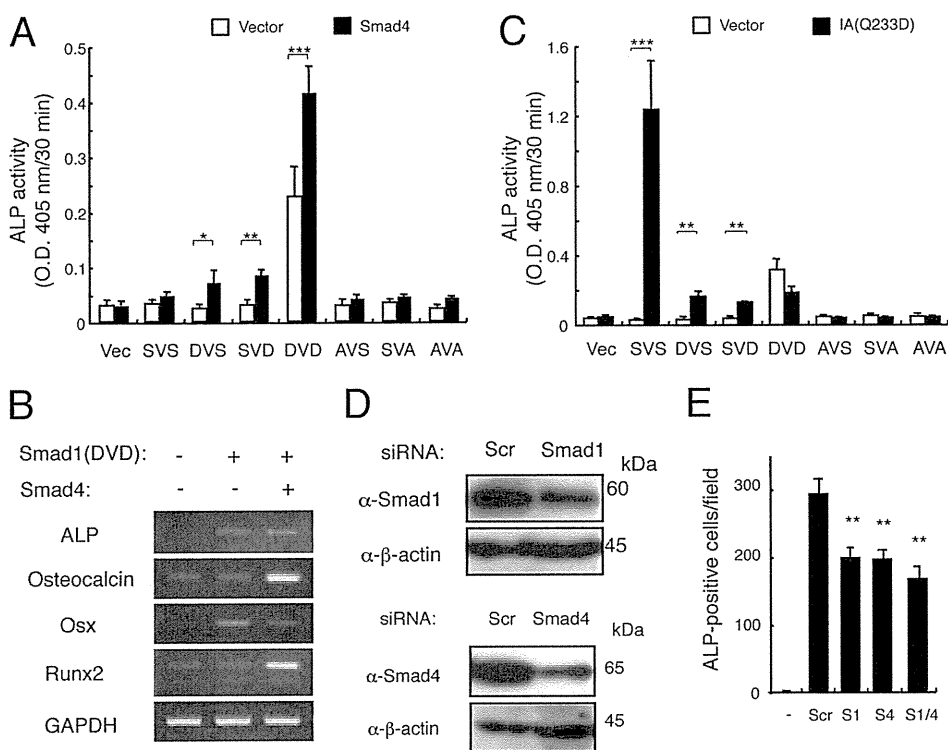 A
Vector
Smad4
ALP activity
(O.D. 405 nm/30 min)
0.5
0.4
0.3
0.2
0.1
0
*
**
***
Vec SVS DVS SVD DVD AVS SVA AVA
C
Vector
IA(Q233D)
ALP activity
(O.D. 405 nm/30 min)
1.6
1.2
0.8
0.4
0
***
**
**
Vec SVS DVS SVD DVD AVS SVA AVA
B
Smad1(DVD): - + +
Smad4: - - +
ALP
Osteocalcin
Osx
Runx2
GAPDH
D
siRNA: Scr Smad1
kDa
α-Smad1 60
α-β-actin 45
siRNA: Scr Smad4
kDa
α-Smad4 65
α-β-actin 45
E
ALP-positive cells/field
300
200
100
0
** ** **
- Scr S1 S4 S1/4